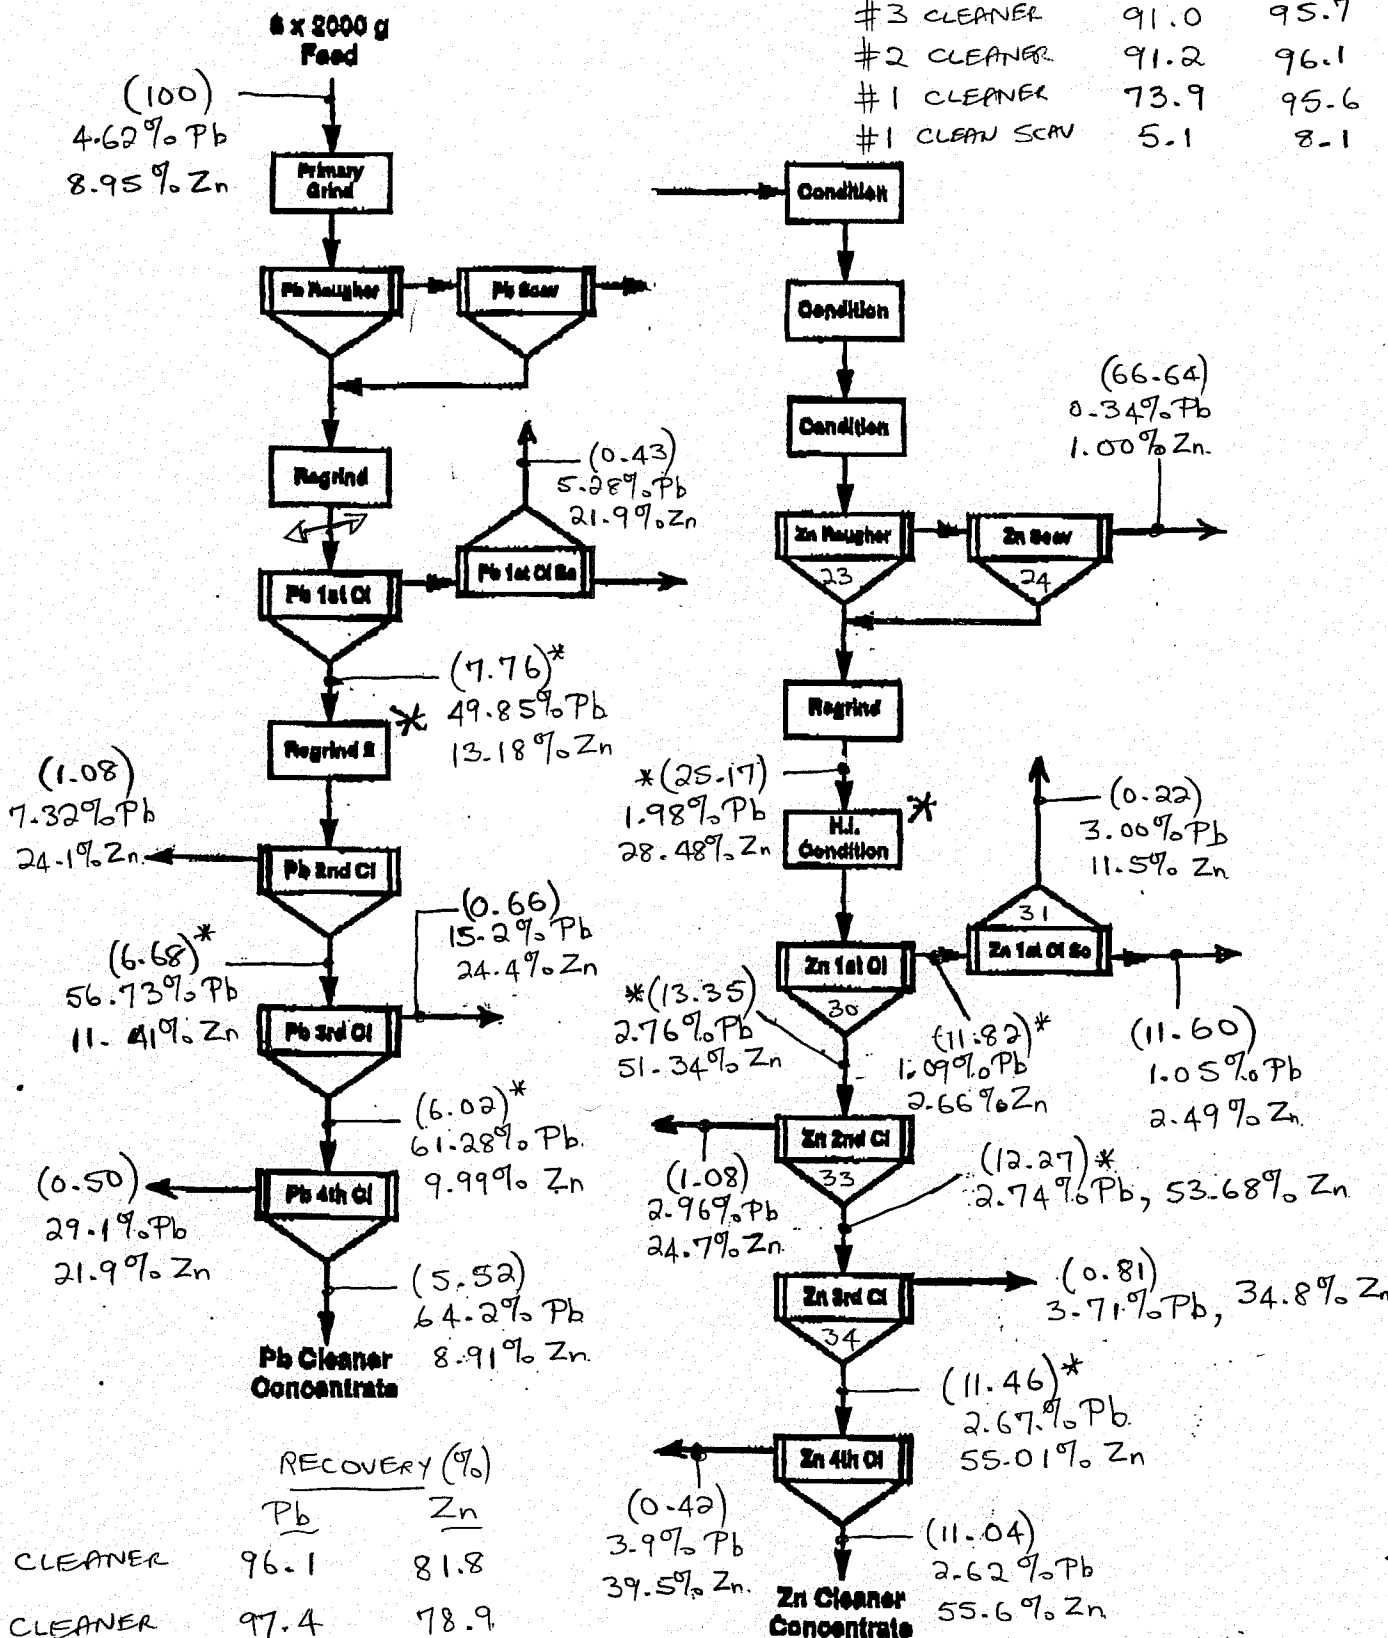 6 x 2000 g
Feed
(100)
4.62% Pb
8.95% Zn
Primary
Grind
Pb Rougher
Pb Scav
Regrind
(0.43)
5.28% Pb
21.9% Zn
Pb 1st Cl
Pb 1st Cl Sc
(7.76)*
49.85% Pb
13.18% Zn
Regrind 2
*
(1.08)
7.32% Pb
24.1% Zn
Pb 2nd Cl
(0.66)
15.2% Pb
24.4% Zn
(6.68)*
56.73% Pb
11.41% Zn
Pb 3rd Cl
(6.02)*
61.28% Pb.
9.99% Zn
(0.50)
29.1% Pb
21.9% Zn
Pb 4th Cl
(5.52)
64.2% Pb
8.91% Zn.
Pb Cleaner
Concentrate
RECOVERY (%)
Pb Zn
CLEANER 96.1 81.8
CLEANER 97.4 78.9
#3 CLEANER 91.0 95.7
#2 CLEANER 91.2 96.1
#1 CLEANER 73.9 95.6
#1 CLEAN SCAV 5.1 8.1
Condition
Condition
Condition
(66.64)
0.34% Pb
1.00% Zn.
Zn Rougher
23
Zn Scav
24
Regrind
*(25.17)
1.98% Pb
28.48% Zn
H.I.
Condition
*
(0.22)
3.00% Pb
11.5% Zn
31
Zn 1st Cl Sc
Zn 1st Cl
30
*(13.35)
2.76% Pb
51.34% Zn
(11.82)*
1.09% Pb
2.66% Zn
(11.60)
1.05% Pb
2.49% Zn
Zn 2nd Cl
33
(1.08)
2.96% Pb
24.7% Zn
(12.27)*
2.74% Pb, 53.68% Zn
Zn 3rd Cl
34
(0.81)
3.71% Pb, 34.8% Zn
(11.46)*
2.67% Pb.
55.01% Zn
Zn 4th Cl
(0.42)
3.9% Pb
39.5% Zn.
(11.04)
2.62% Pb
55.6% Zn
Zn Cleaner
Concentrate